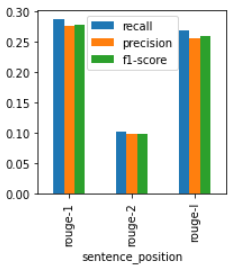 0.30
0.25
0.20
0.15
0.10
0.05
0.00
recall
precision
f1-score
rouge-1
rouge-2
rouge-l
sentence_position